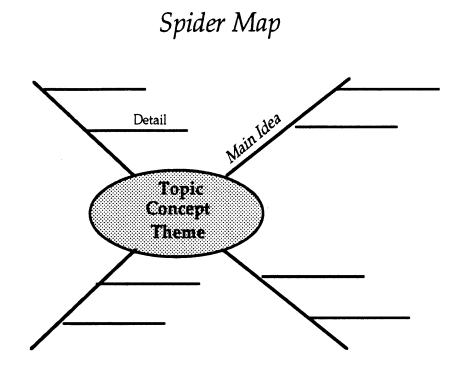 Spider Map
Detail
Main Idea
Topic
Concept
Theme